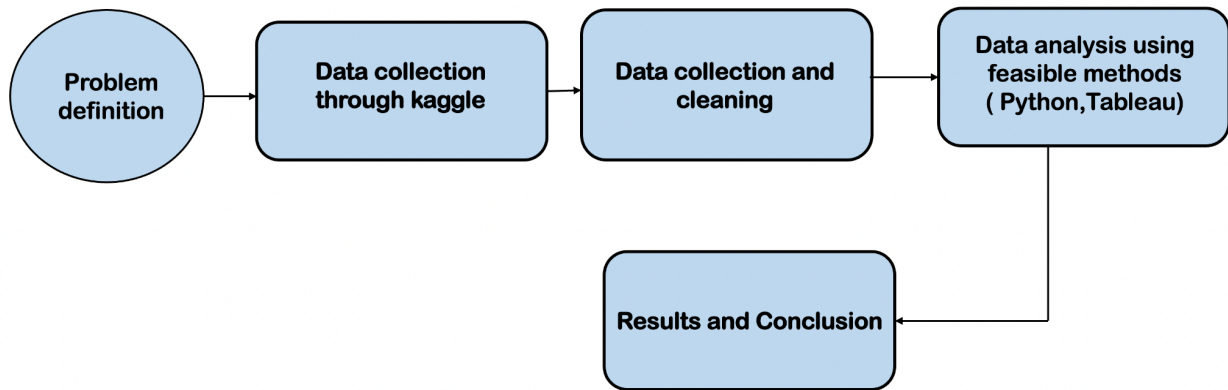 Problem
definition
Data collection
through kaggle
Data collection and
cleaning
Data analysis using
feasible methods
( Python,Tableau)
Results and Conclusion